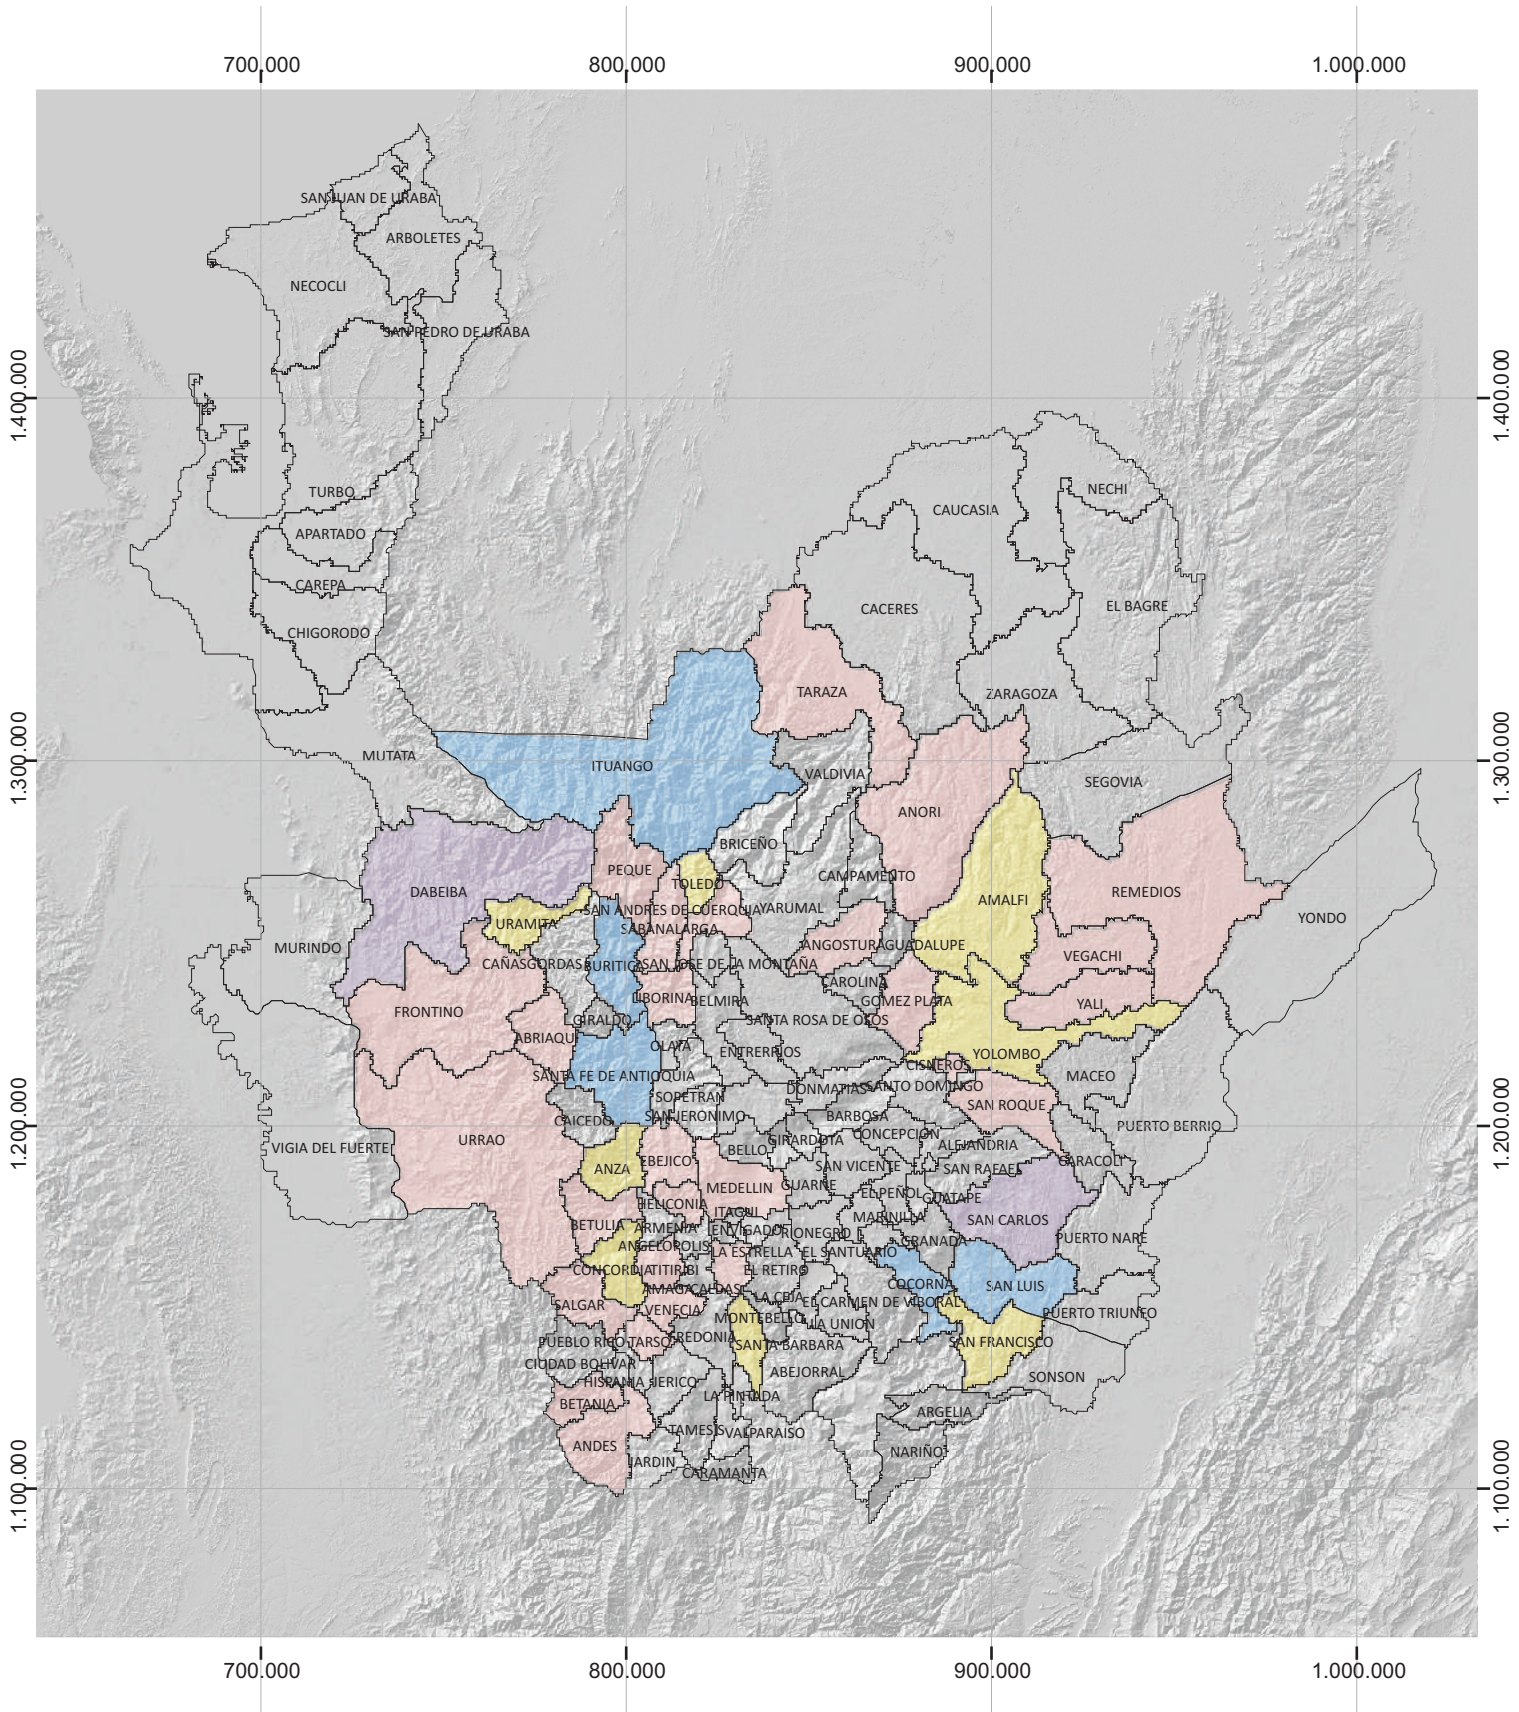 700.000
800.000
900.000
1.000.000
SAN JUAN DE URABA
ARBOLETES
NECOCLI
SAN PEDRO DE URABA
1.400.000
1.400.000
TURBO
NECHI
CAUCASIA
APARTADO
CAREPA
CACERES
EL BAGRE
CHIGORODO
TARAZA
ZARAGOZA
1.300.000
1.300.000
MUTATA
ITUANGO
VALDIVIA
SEGOVIA
ANORI
BRICEÑO
PEQUE
CAMPAMENTO
TOLEDO
DABEIBA
REMEDIOS
AMALFI
SAN ANDRES DE CUERQUIA
YARUMAL
YONDO
URAMITA
SABANALARGA
MURINDO
ANGOSTURA
GUADALUPE
VEGACHI
CAÑASGORDAS
BURITICA
SAN JOSE DE LA MONTAÑA
CAROLINA
LIBORINA
BELMIRA
GOMEZ PLATA
YALI
FRONTINO
GIRALDO
SANTA ROSA DE OSOS
ABRIAQUI
OLAYA
ENTRERRIOS
YOLOMBO
CISNEROS
SANTA FE DE ANTIOQUIA
MACEO
DONMATIAS
SANTO DOMINGO
SOPETRAN
SAN ROQUE
1.200.000
1.200.000
CAICEDO
SAN JERONIMO
BARBOSA
PUERTO BERRIO
URRAO
GIRARDOTA
CONCEPCION
VIGIA DEL FUERTE
BELLO
ALEJANDRIA
ANZA
EBEJICO
SAN VICENTE
SAN RAFAEL
CARACOLI
MEDELLIN
GUARNE
EL PEÑOL
GUATAPE
HELICONIA
ITAGUI
MARINILLA
SAN CARLOS
BETULIA
ARMENIA
ENVIGADO
RIONEGRO
GRANADA
PUERTO NARE
ANGELOPOLIS
LA ESTRELLA
EL SANTUARIO
CONCORDIA
TITIRIBI
EL RETIRO
COCORNA
SAN LUIS
AMAGA
CALDAS
LA CEJA
SALGAR
VENECIA
EL CARMEN DE VIBORAL
PUERTO TRIUNFO
MONTEBELLO
LA UNION
PUEBLO RICO
TARSO
FREDONIA
SANTA BARBARA
SAN FRANCISCO
CIUDAD BOLIVAR
ABEJORRAL
SONSON
HISPANIA
JERICO
LA PINTADA
BETANIA
ARGELIA
TAMESIS
VALPARAISO
ANDES
NARIÑO
JARDIN
CARAMANTA
1.100.000
1.100.000
700.000
800.000
900.000
1.000.000